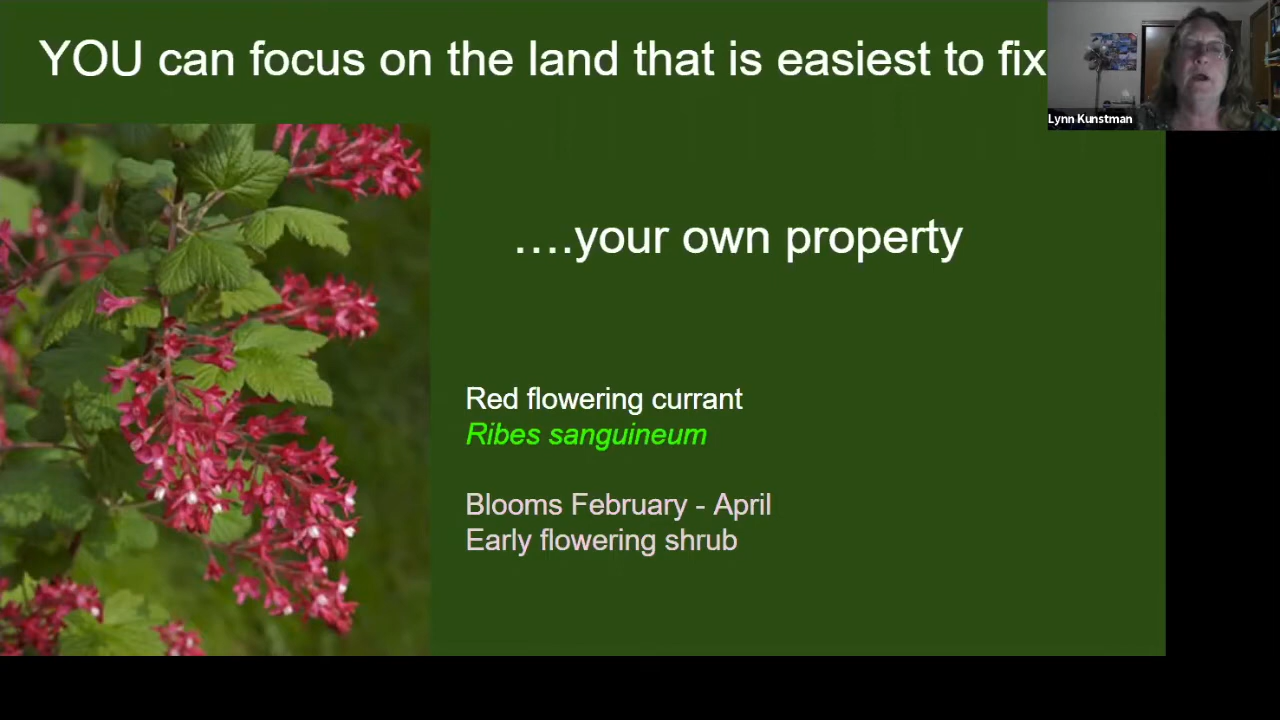 YOU can focus on the land that is easiest to fix
Lynn Kunstman
….your own property
Red flowering currant
Ribes sanguineum
Blooms February - April
Early flowering shrub